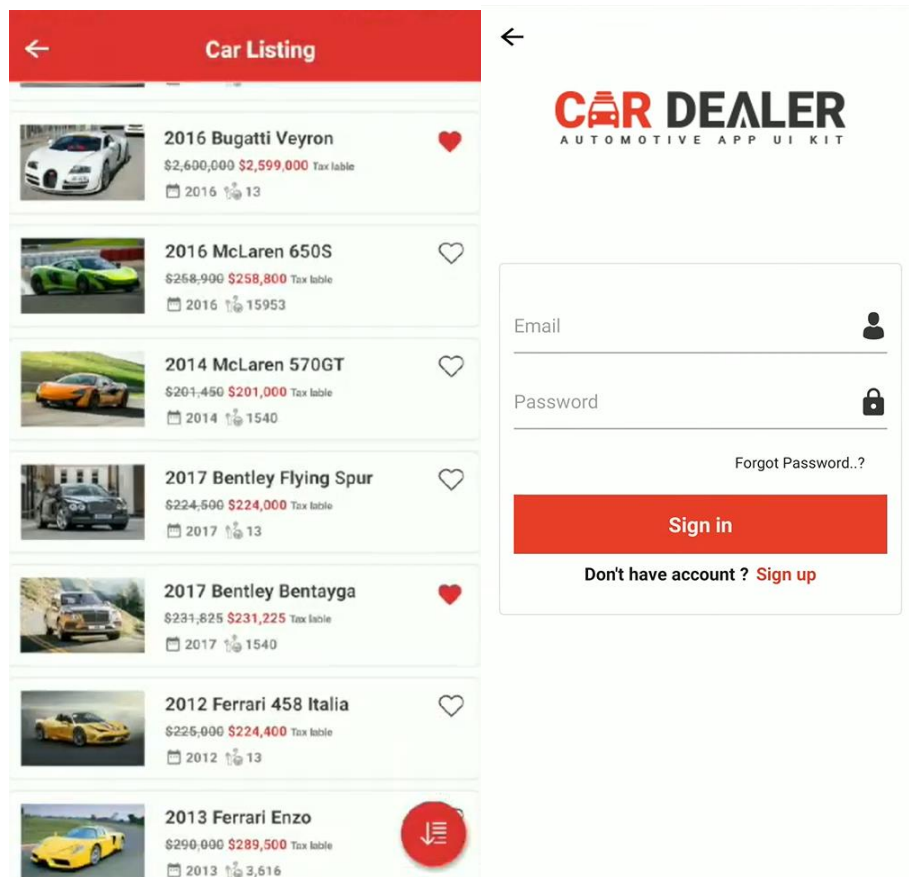 Car Listing
2016 Bugatti Veyron
$2,600,000 $2,599,000 Tax lable
2016 13
2016 McLaren 650S
$258,900 $258,800 Tax lable
2016 15953
2014 McLaren 570GT
$201,450 $201,000 Tax lable
2014 1540
2017 Bentley Flying Spur
$224,500 $224,000 Tax lable
2017 13
2017 Bentley Bentayga
$231,825 $231,225 Tax lable
2017 1540
2012 Ferrari 458 Italia
$225,000 $224,400 Tax lable
2012 13
2013 Ferrari Enzo
$290,000 $289,500 Tax lable
2013 3,616
CAR DEALER
AUTOMOTIVE APP UI KIT
Email
Password
Forgot Password..?
Sign in
Don't have account ? Sign up